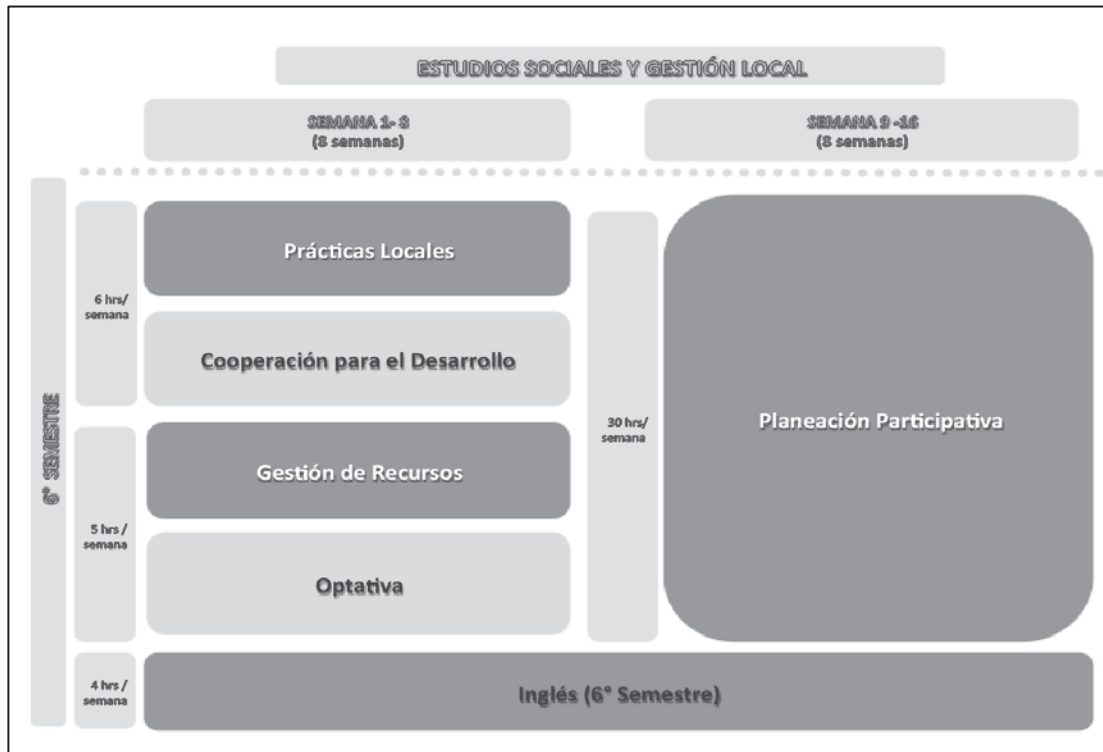 ESTUDIOS SOCIALES Y GESTIÓN LOCAL
SEMANA 1- 8
(8 semanas)
SEMANA 9 -16
(8 semanas)
6° SEMESTRE
6 hrs/
semana
Prácticas Locales
Cooperación para el Desarrollo
5 hrs /
semana
Gestión de Recursos
Optativa
30 hrs/
semana
Planeación Participativa
4 hrs /
semana
Inglés (6° Semestre)